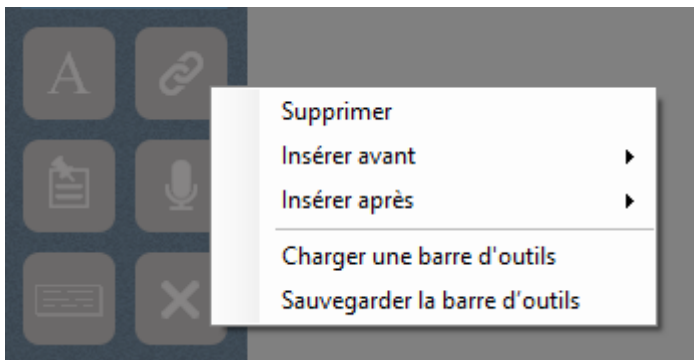 A
Supprimer
Insérer avant
Insérer après
Charger une barre d'outils
Sauvegarder la barre d'outils